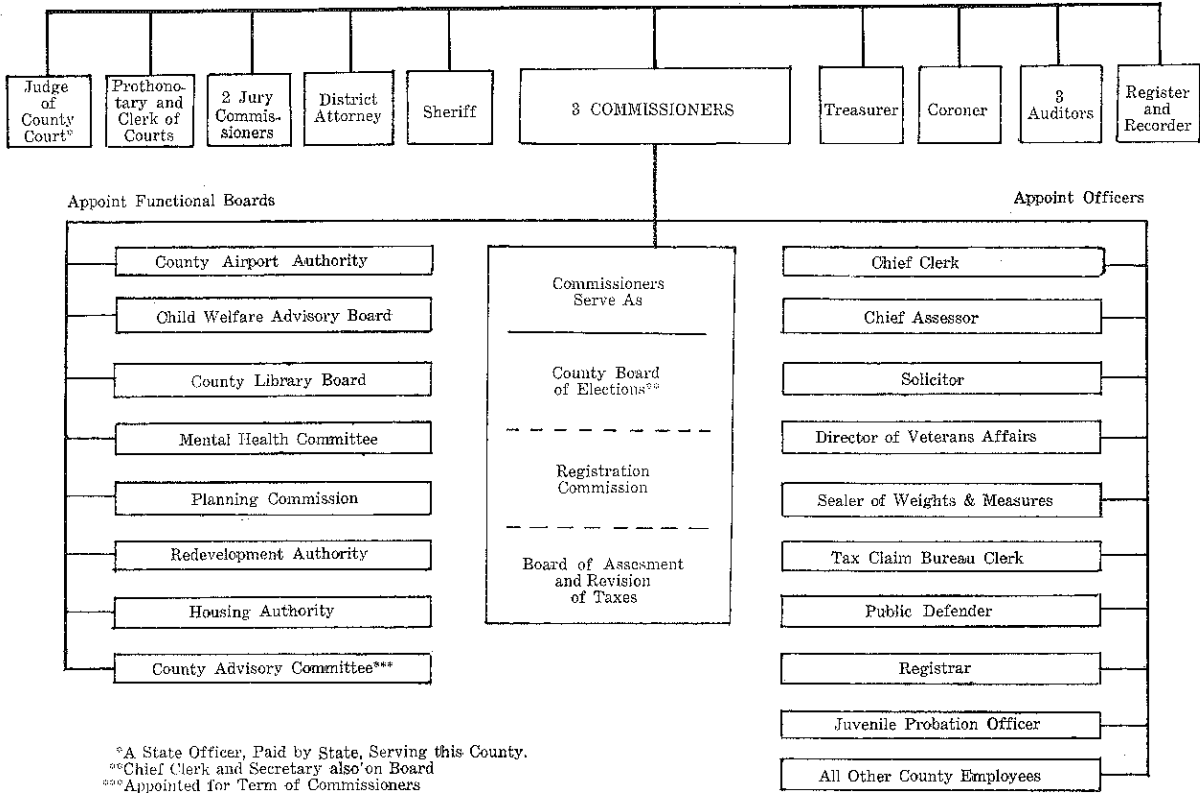 Judge
of
County
Court*
Prothono-
tary and
Clerk of
Courts
2 Jury
Commis-
sioners
District
Attorney
Sheriff
3 COMMISSIONERS
Treasurer
Coroner
3
Auditors
Register
and
Recorder
Appoint Functional Boards
Appoint Officers
County Airport Authority
Child Welfare Advisory Board
County Library Board
Mental Health Committee
Planning Commission
Redevelopment Authority
Housing Authority
County Advisory Committee***
Commissioners
Serve As
County Board
of Elections**
Registration
Commission
Board of Assesment
and Revision
of Taxes
Chief Clerk
Chief Assessor
Solicitor
Director of Veterans Affairs
Sealer of Weights & Measures
Tax Claim Bureau Clerk
Public Defender
Registrar
Juvenile Probation Officer
All Other County Employees
*A State Officer, Paid by State, Serving this County.
**Chief Clerk and Secretary also on Board
***Appointed for Term of Commissioners